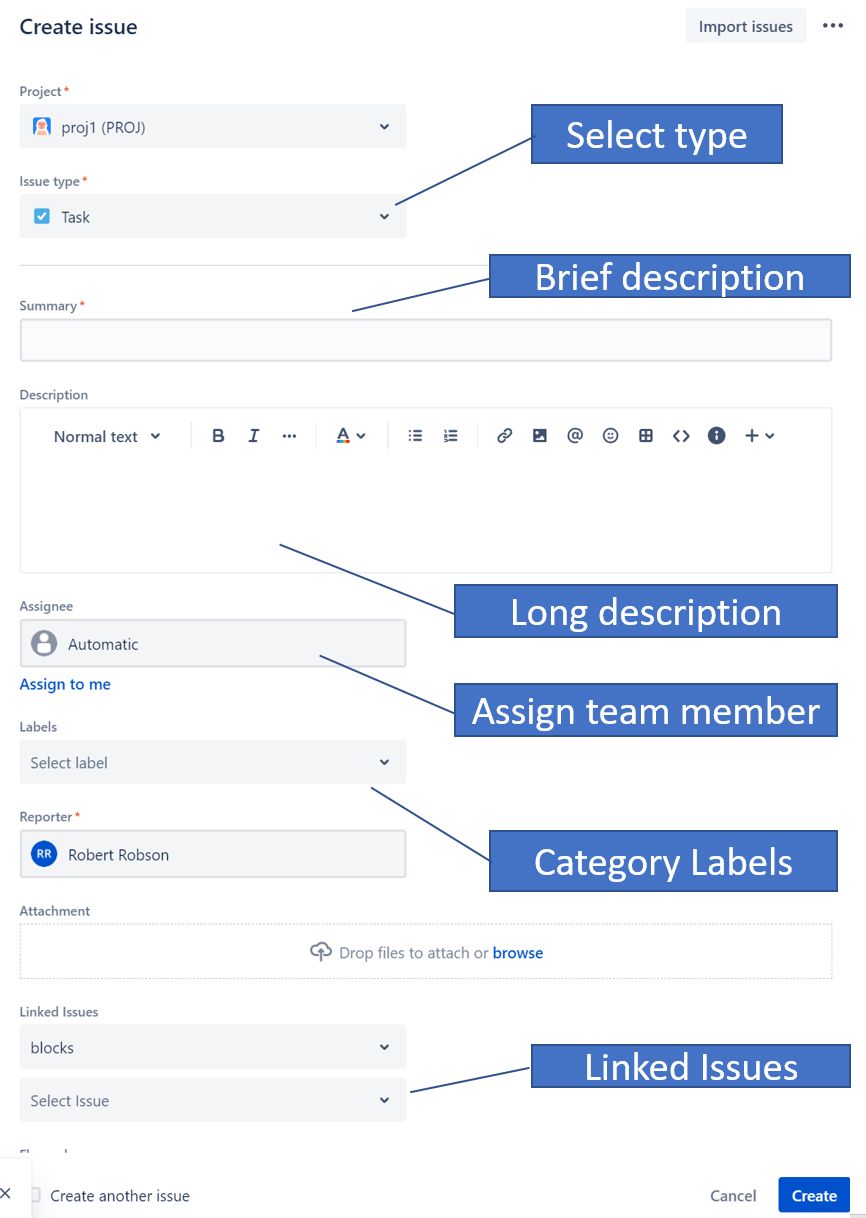 Create issue
Import issues
Project*
proj1 (PROJ)
Select type
Issue type*
Task
Brief description
Summary*
Description
Normal text
B I A @
Long description
Assignee
Automatic
Assign to me
Assign team member
Labels
Select label
Reporter*
RR Robert Robson
Category Labels
Attachment
Drop files to attach or browse
Linked Issues
blocks
Linked Issues
Select Issue
Create another issue
Cancel
Create